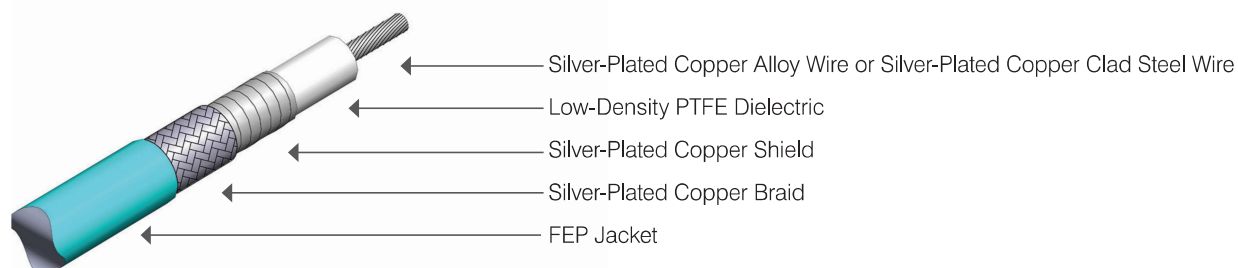 Silver-Plated Copper Alloy Wire or Silver-Plated Copper Clad Steel Wire
Low-Density PTFE Dielectric
Silver-Plated Copper Shield
Silver-Plated Copper Braid
FEP Jacket